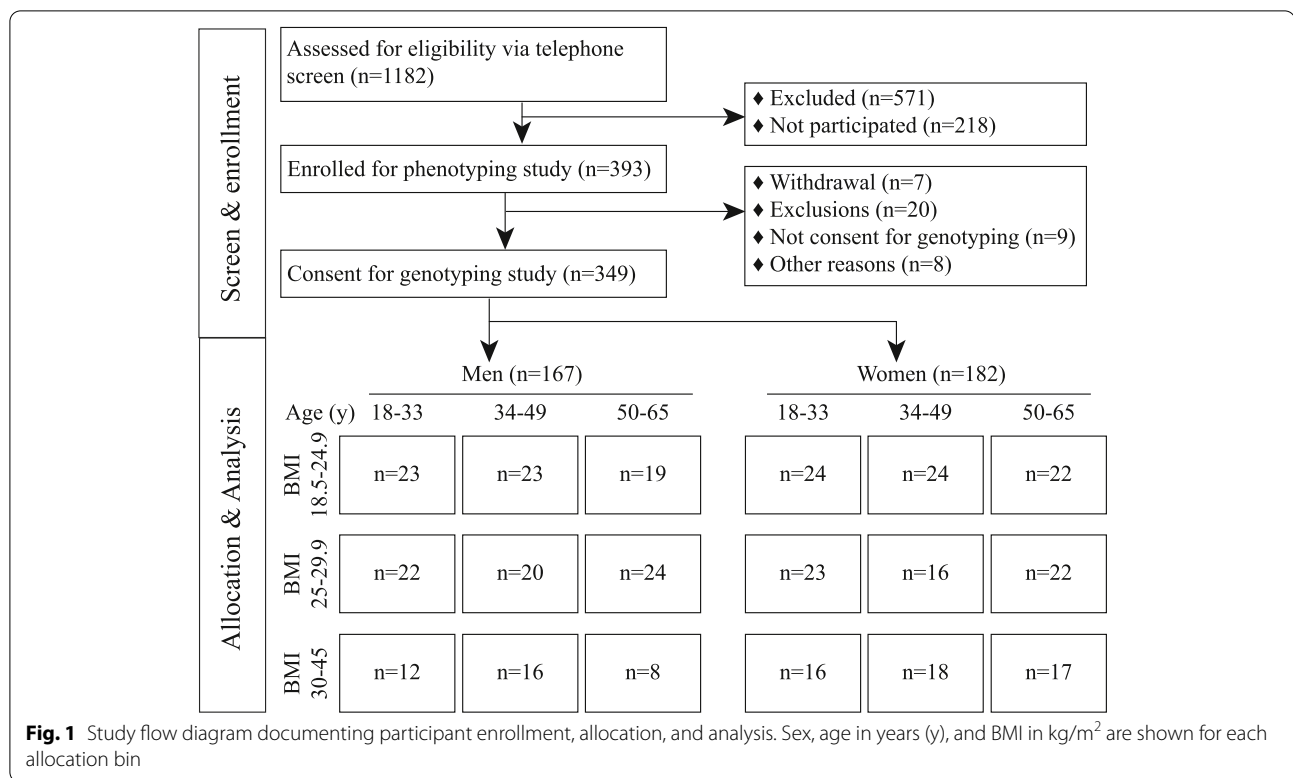 Screen & enrollment
Assessed for eligibility via telephone
screen (n=1182)
♦ Excluded (n=571)
♦ Not participated (n=218)
Enrolled for phenotyping study (n=393)
♦ Withdrawal (n=7)
♦ Exclusions (n=20)
♦ Not consent for genotyping (n=9)
♦ Other reasons (n=8)
Consent for genotyping study (n=349)
Allocation & Analysis
Men (n=167) Women (n=182)
Age (y) 18-33 34-49 50-65 18-33 34-49 50-65
BMI
18.5-24.9
n=23 n=23 n=19 n=24 n=24 n=22
BMI
25-29.9
n=22 n=20 n=24 n=23 n=16 n=22
BMI
30-45
n=12 n=16 n=8 n=16 n=18 n=17
Fig. 1 Study flow diagram documenting participant enrollment, allocation, and analysis. Sex, age in years (y), and BMI in kg/m² are shown for each
allocation bin